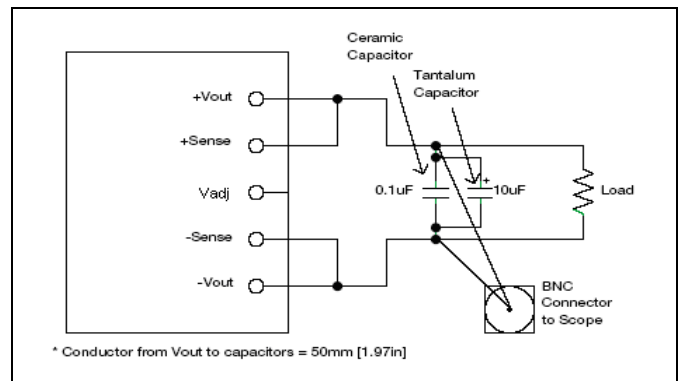 Ceramic
Capacitor
Tantalum
Capacitor
+Vout
+Sense
Vadj
-Sense
-Vout
0.1uF
+
10uF
Load
BNC
Connector
to Scope
* Conductor from Vout to capacitors = 50mm [1.97in]